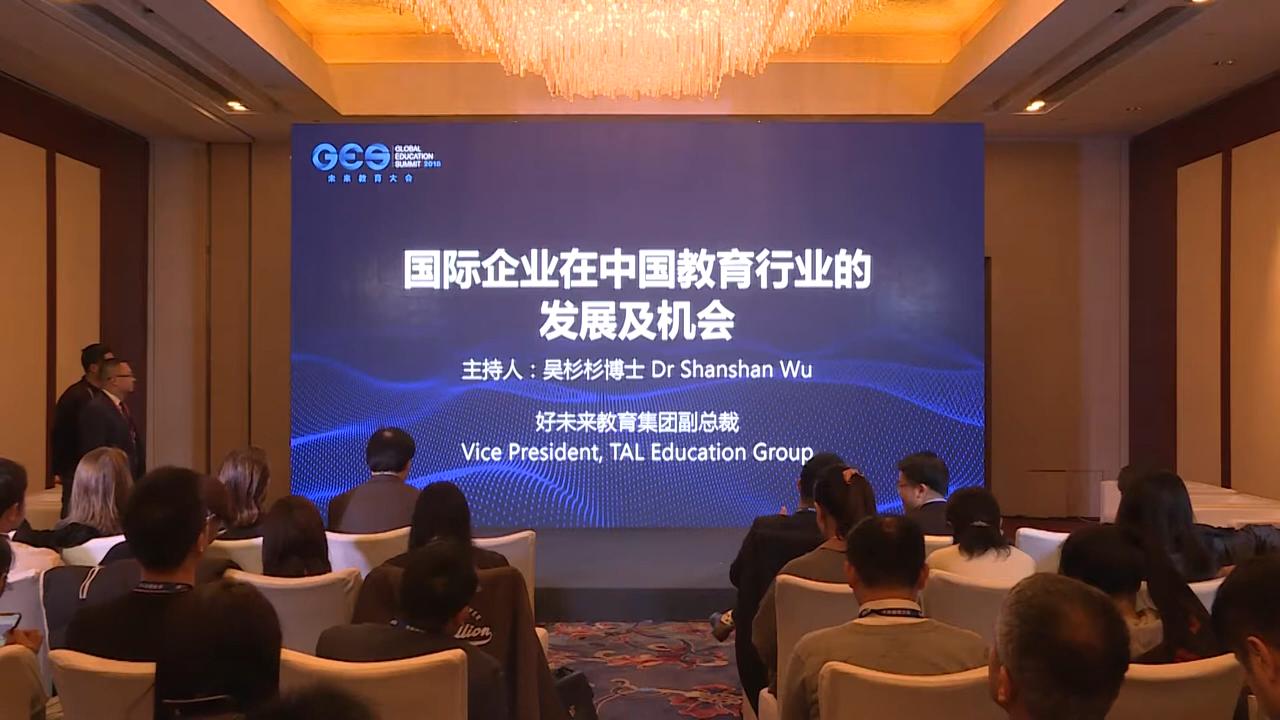 GES
GLOBAL
EDUCATION
SUMMIT 2018
未来教育大会
国际企业在中国教育行业的
发展及机会
主持人：吴杉杉博士 Dr Shanshan Wu
好未来教育集团副总裁
Vice President, TAL Education Group